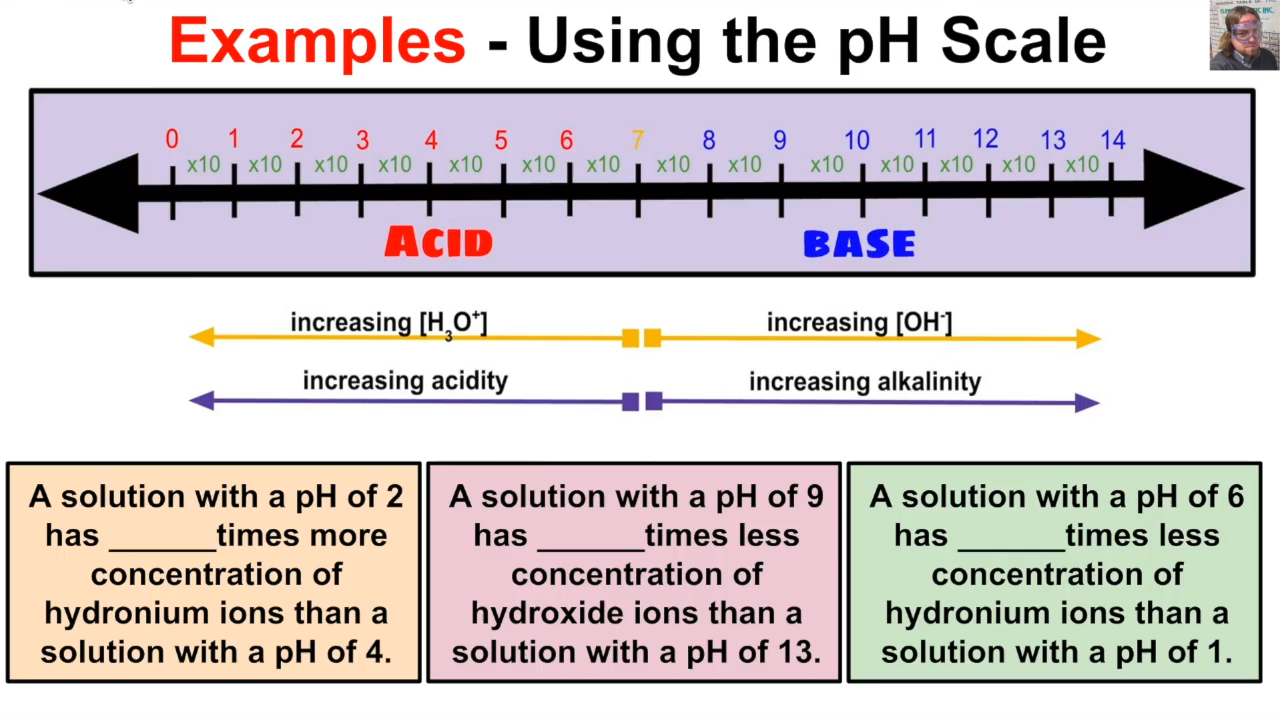 Examples - Using the pH Scale
0 1 2 3 4 5 6 7 8 9 10 11 12 13 14
x10 x10 x10 x10 x10 x10 x10 x10 x10 x10 x10 x10 x10 x10
ACID BASE
increasing [H₃O⁺] increasing [OH⁻]
increasing acidity increasing alkalinity
A solution with a pH of 2
has ______times more
concentration of
hydronium ions than a
solution with a pH of 4.
A solution with a pH of 9
has ______times less
concentration of
hydroxide ions than a
solution with a pH of 13.
A solution with a pH of 6
has ______times less
concentration of
hydronium ions than a
solution with a pH of 1.